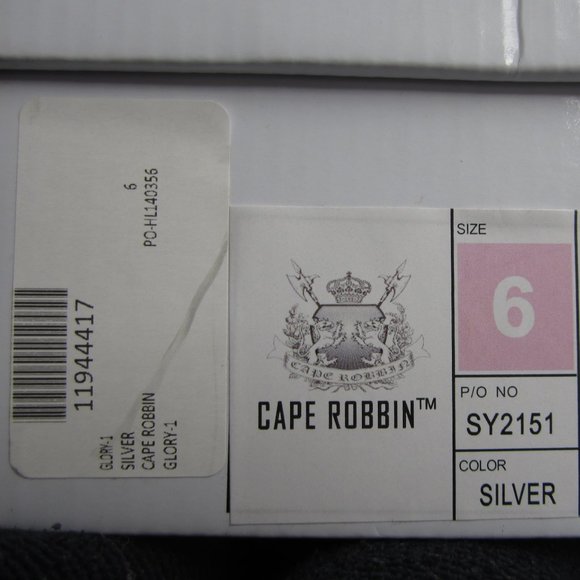 6
PO-HL140356
11944417
GLORY-1
SILVER
CAPE ROBBIN
GLORY-1
CAPE ROBBIN
CAPE ROBBIN™
SIZE
6
P/O NO
SY2151
COLOR
SILVER